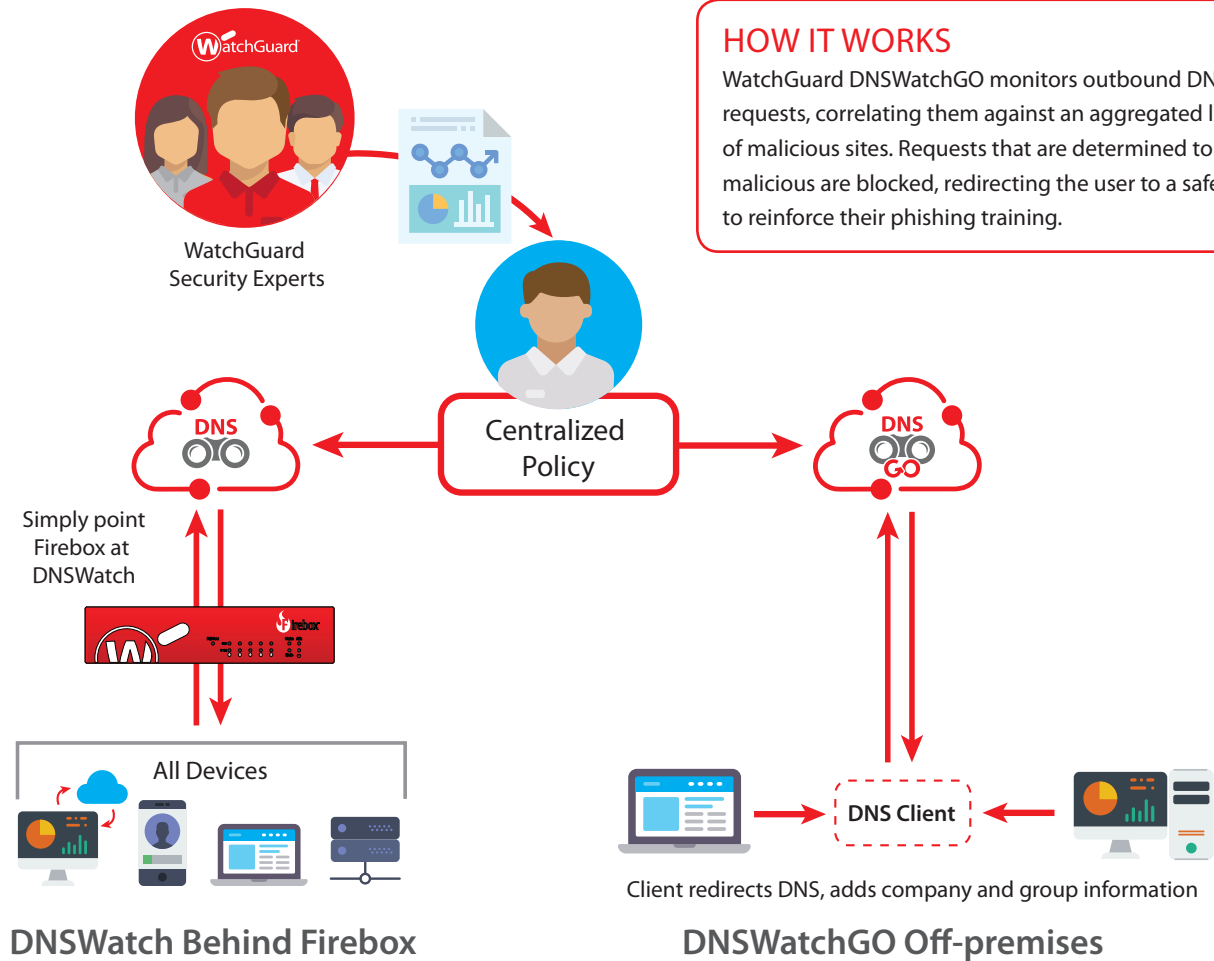 WatchGuard
WatchGuard
Security Experts
HOW IT WORKS
WatchGuard DNSWatchGO monitors outbound DN
requests, correlating them against an aggregated l
of malicious sites. Requests that are determined to
malicious are blocked, redirecting the user to a safe
to reinforce their phishing training.
Centralized
Policy
DNS
DNS
GO
Simply point
Firebox at
DNSWatch
Firebox
All Devices
DNS Client
Client redirects DNS, adds company and group information
DNSWatch Behind Firebox
DNSWatchGO Off-premises